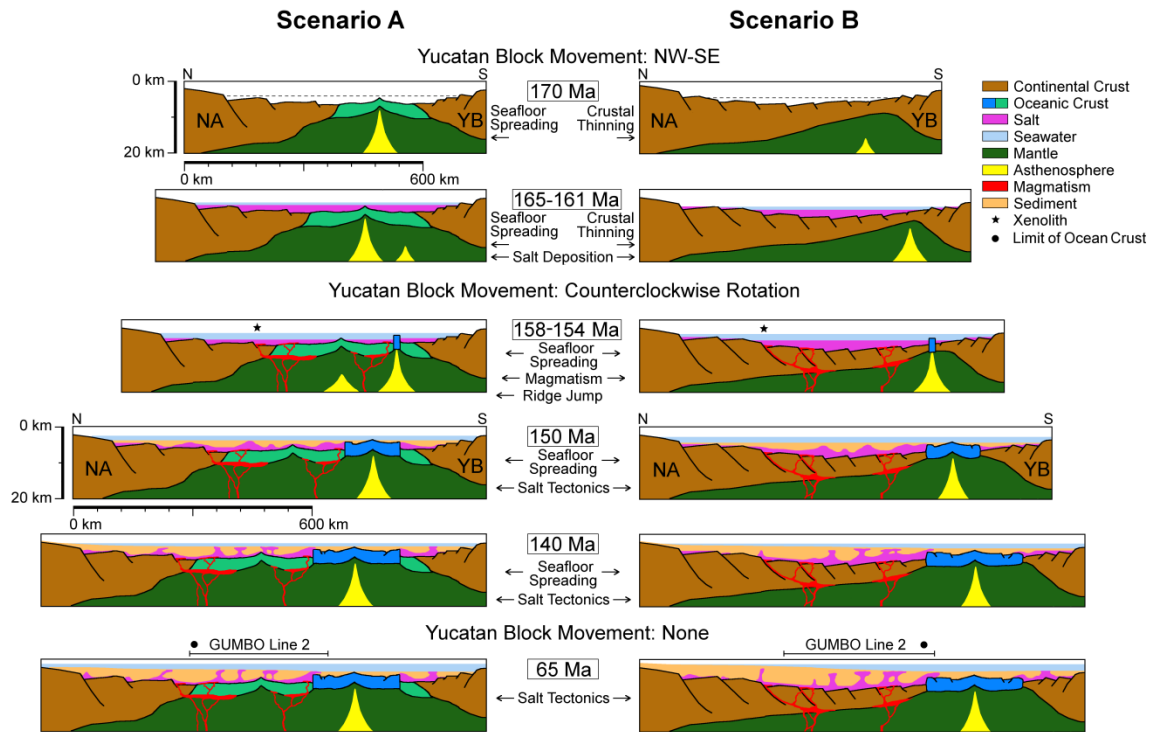 Scenario A
Scenario B
Yucatan Block Movement: NW-SE
N
S
N
S
0 km
20 km
NA
YB
170 Ma
Seafloor Spreading
Crustal Thinning
NA
YB
0 km
600 km
165-161 Ma
Seafloor Spreading
Crustal Thinning
Salt Deposition
Continental Crust
Oceanic Crust
Salt
Seawater
Mantle
Asthenosphere
Magmatism
Sediment
Xenolith
Limit of Ocean Crust
Yucatan Block Movement: Counterclockwise Rotation
158-154 Ma
Seafloor
Spreading
Magmatism
Ridge Jump
N
S
N
S
0 km
20 km
NA
YB
150 Ma
Seafloor
Spreading
Salt Tectonics
NA
YB
0 km
600 km
140 Ma
Seafloor
Spreading
Salt Tectonics
Yucatan Block Movement: None
GUMBO Line 2
GUMBO Line 2
65 Ma
Salt Tectonics